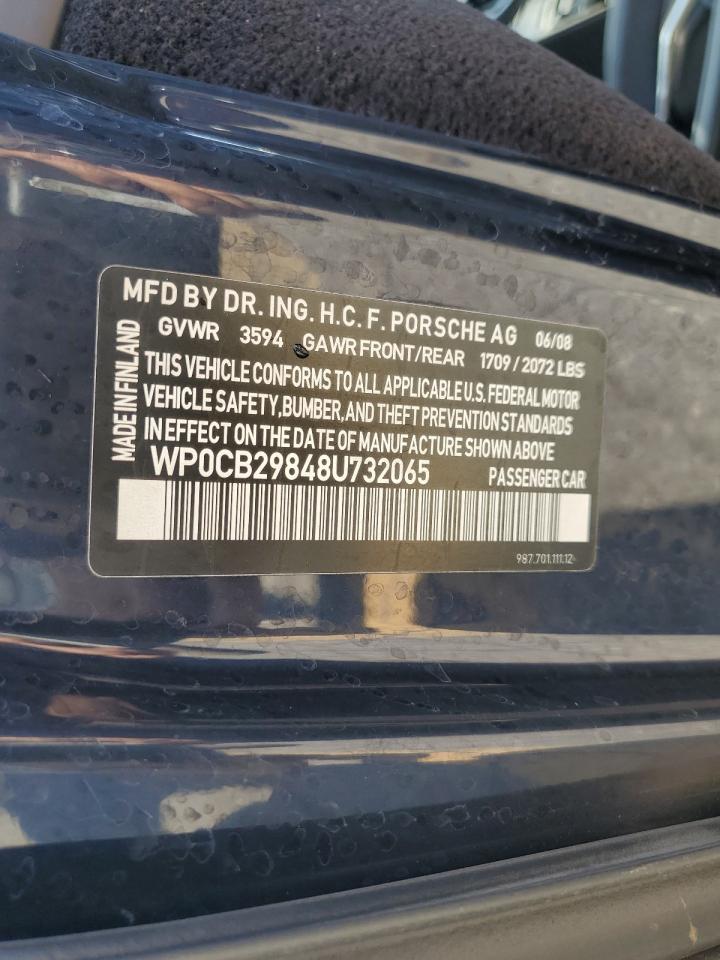 MFD BY DR. ING. H.C. F. PORSCHE AG 06/08
GVWR 3594 GAWR FRONT/REAR 1709 / 2072 LBS
MADE IN FINLAND
THIS VEHICLE CONFORMS TO ALL APPLICABLE U.S. FEDERAL MOTOR
VEHICLE SAFETY, BUMBER, AND THEFT PREVENTION STANDARDS
IN EFFECT ON THE DATE OF MANUFACTURE SHOWN ABOVE
WP0CB29848U732065 PASSENGER CAR
987.701.111.12